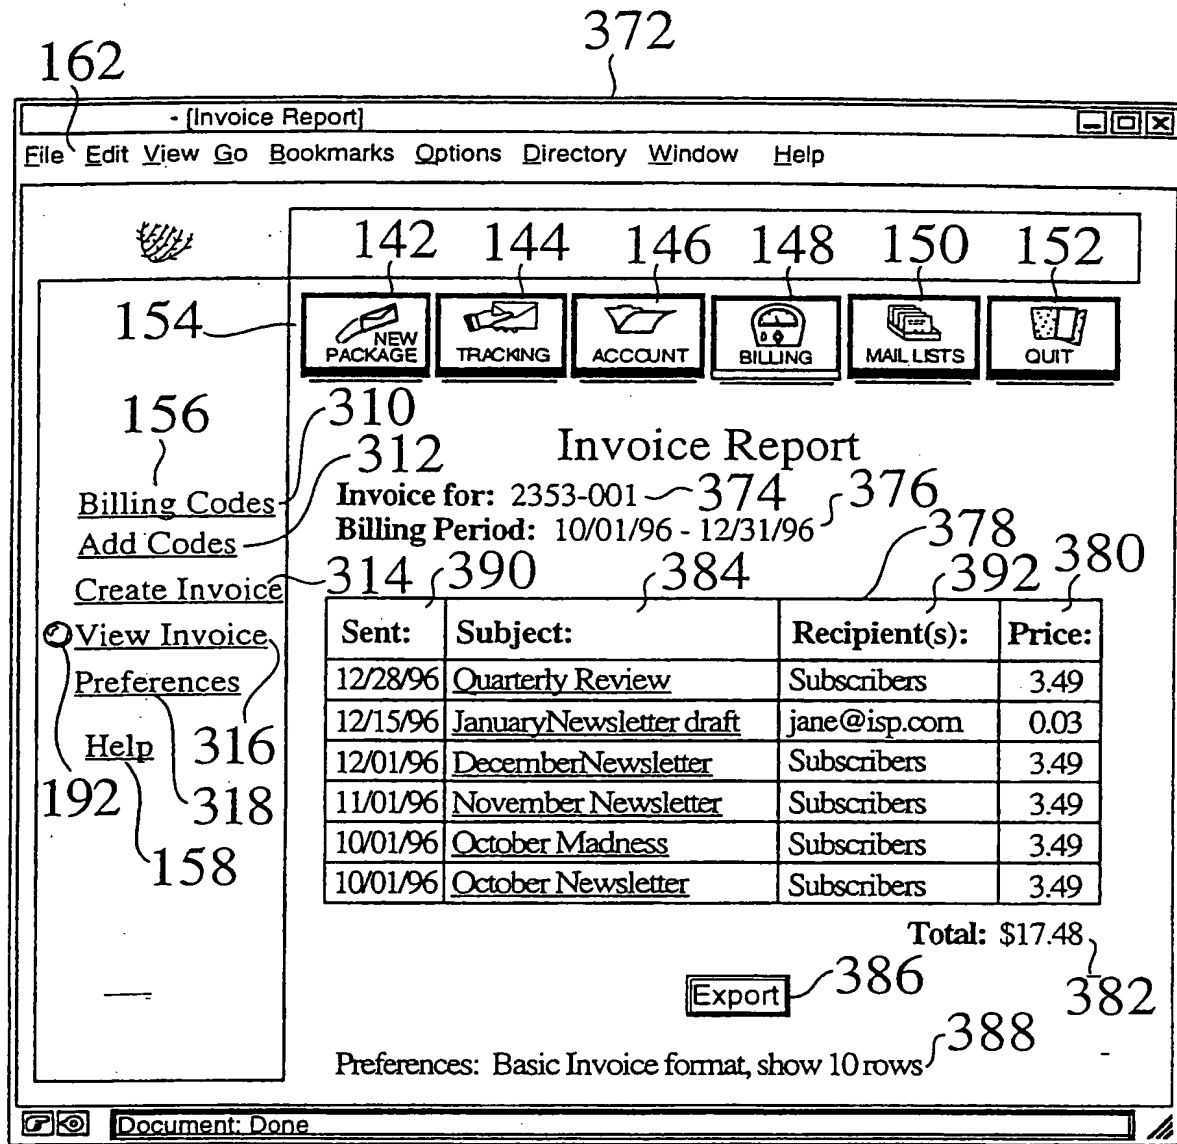 372
162
- [Invoice Report]
File Edit View Go Bookmarks Options Directory Window Help
142 144 146 148 150 152
154
NEW PACKAGE
TRACKING
ACCOUNT
BILLING
MAIL LISTS
QUIT
156
310
312
Billing Codes
Add Codes
Create Invoice
314
View Invoice
Preferences
Help
316
192
318
158
Invoice Report
Invoice for: 2353-001 374
Billing Period: 10/01/96 - 12/31/96 376
378
390 384 392 380
Sent: Subject: Recipient(s): Price:
12/28/96 Quarterly Review Subscribers 3.49
12/15/96 JanuaryNewsletter draft jane@isp.com 0.03
12/01/96 DecemberNewsletter Subscribers 3.49
11/01/96 November Newsletter Subscribers 3.49
10/01/96 October Madness Subscribers 3.49
10/01/96 October Newsletter Subscribers 3.49
Total: $17.48
382
Export 386
Preferences: Basic Invoice format, show 10 rows 388
Document: Done